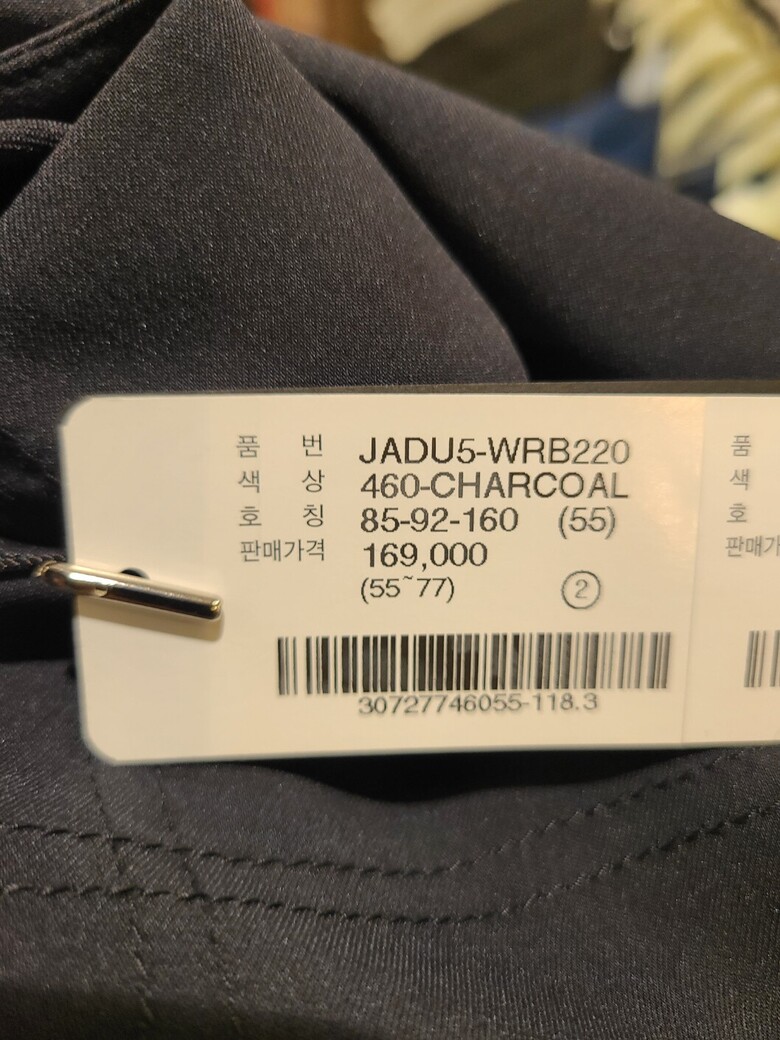 품 번 JADU5-WRB220
색 상 460-CHARCOAL
호 칭 85-92-160 (55)
판매가격 169,000
(55~77) ②
30727746055-118.3
품
색
호
판매가